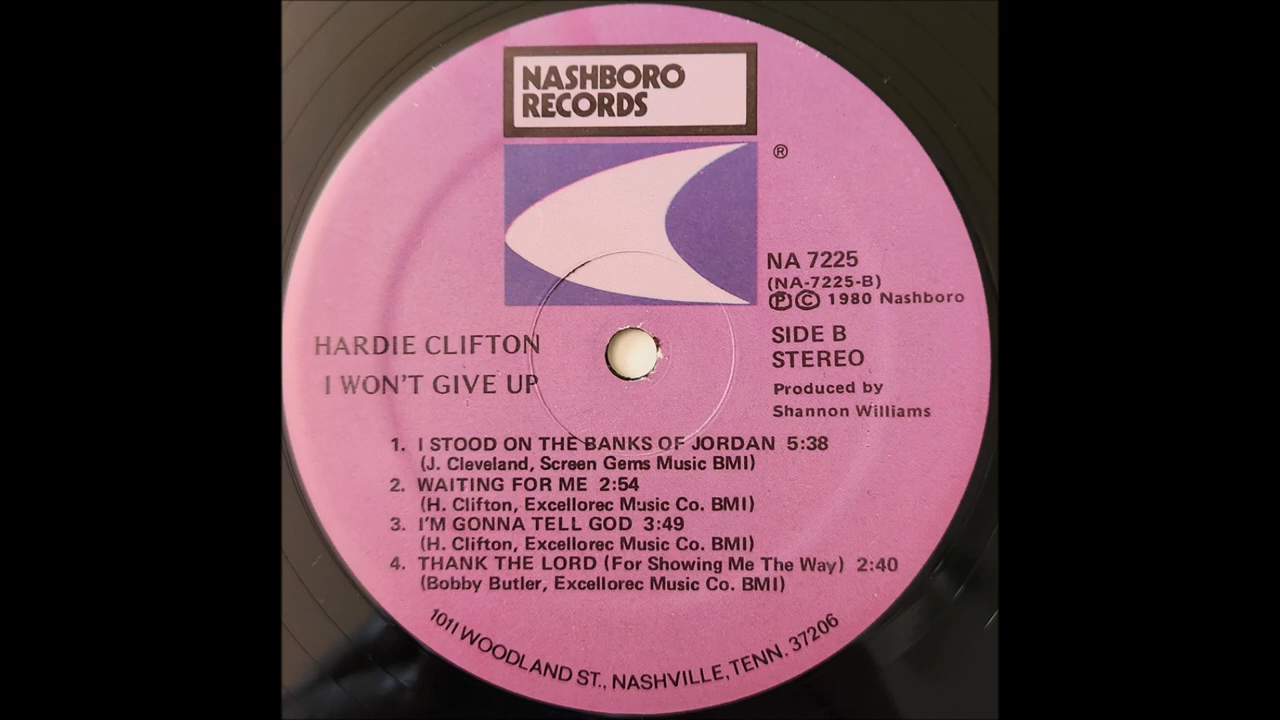 NASHBORO
RECORDS
®
NA 7225
(NA-7225-B)
Ⓟ © 1980 Nashboro
SIDE B
STEREO
Produced by
Shannon Williams
HARDIE CLIFTON
I WON'T GIVE UP
1. I STOOD ON THE BANKS OF JORDAN 5:38
(J. Cleveland, Screen Gems Music BMI)
2. WAITING FOR ME 2:54
(H. Clifton, Excellorec Music Co. BMI)
3. I'M GONNA TELL GOD 3:49
(H. Clifton, Excellorec Music Co. BMI)
4. THANK THE LORD (For Showing Me The Way) 2:40
(Bobby Butler, Excellorec Music Co. BMI)
1011 WOODLAND ST., NASHVILLE, TENN. 37206